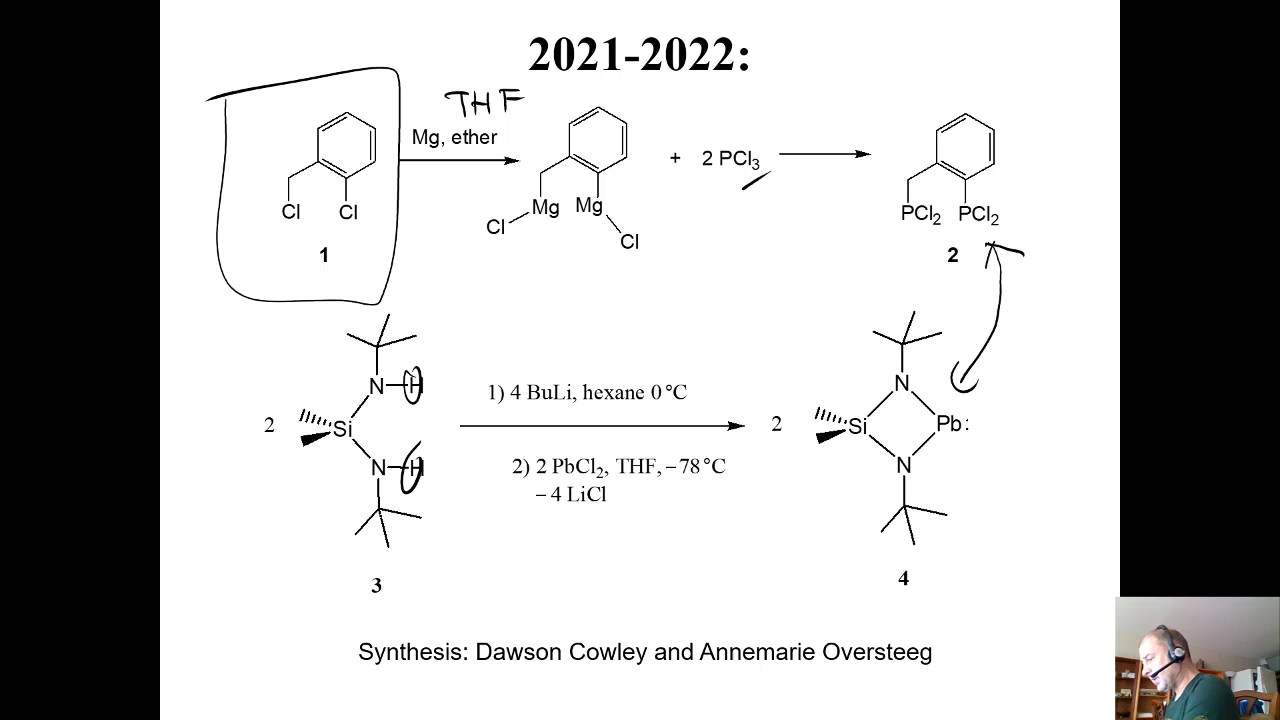 2021-2022:
THF
Mg, ether
Cl
Cl
1
Mg
Mg
Cl
Cl
+ 2 PCl₃
PCl₂
PCl₂
2
2
N-H
Si
N-H
3
1) 4 BuLi, hexane 0 °C
2) 2 PbCl₂, THF, −78 °C
− 4 LiCl
2
N
Si
Pb:
N
4
Synthesis: Dawson Cowley and Annemarie Oversteeg